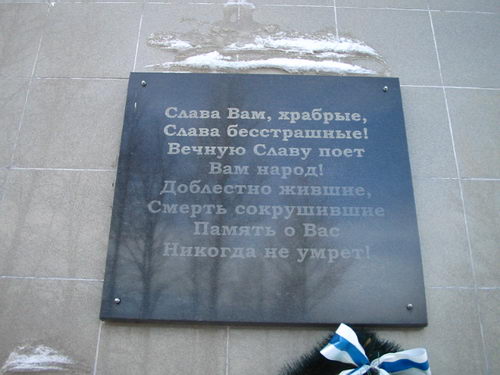 Слава Вам, храбрые,
Слава бесстрашные!
Вечную Славу поет
Вам народ!
Доблестно жившие,
Смерть сокрушившие
Память о Вас
Никогда не умрет!